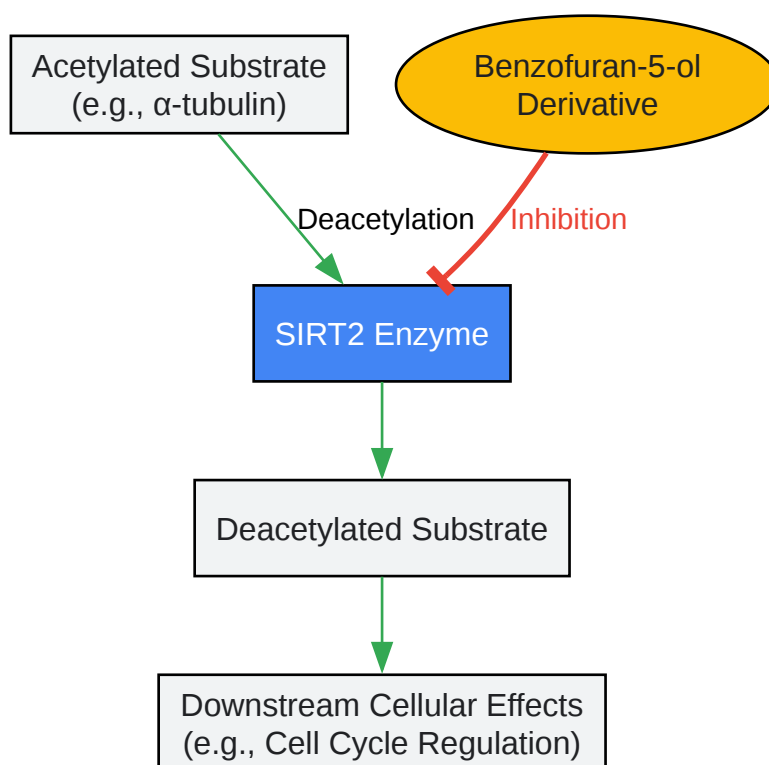 Acetylated Substrate
(e.g., α-tubulin)
Benzofuran-5-ol
Derivative
Deacetylation
Inhibition
SIRT2 Enzyme
Deacetylated Substrate
Downstream Cellular Effects
(e.g., Cell Cycle Regulation)